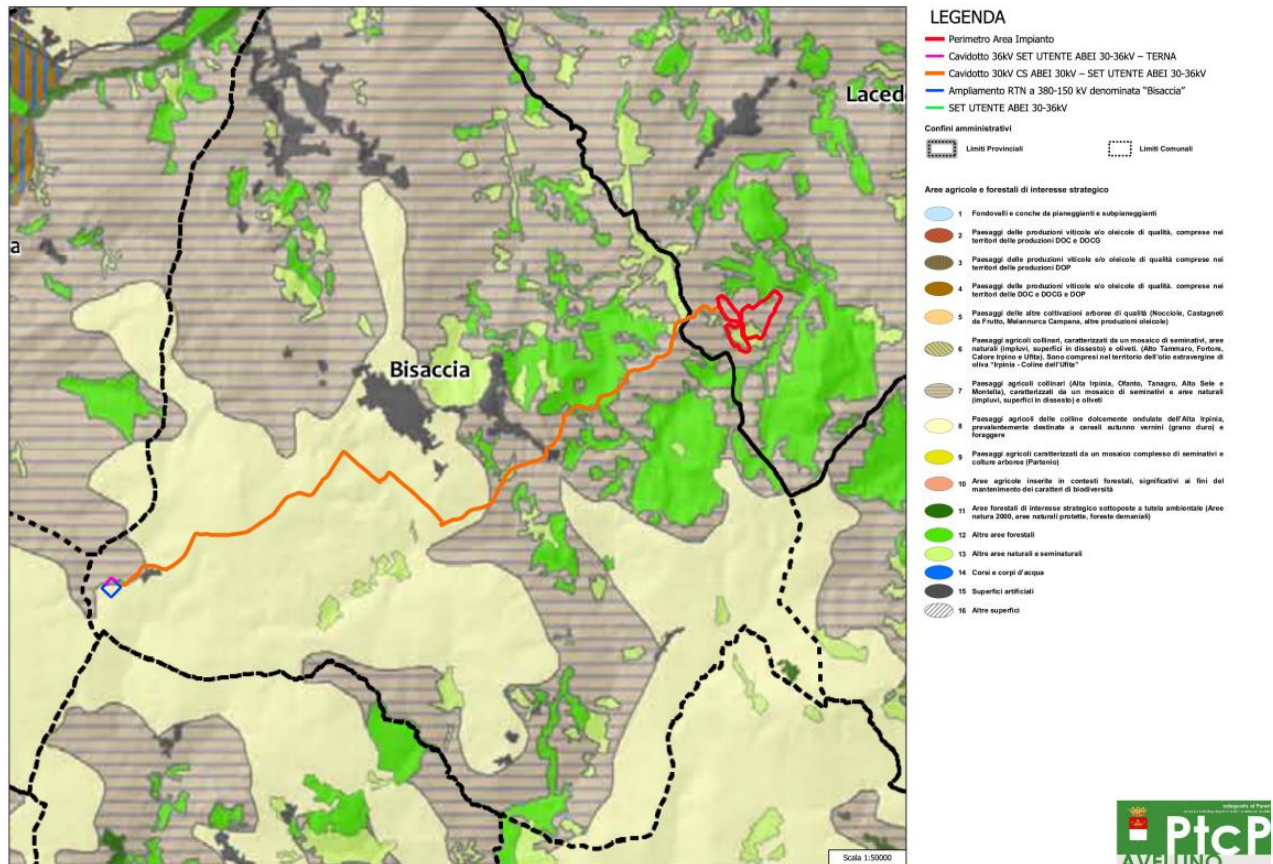 Laced
a
Bisaccia
Scala 1:50000
LEGENDA
Perimetro Area Impianto
Cavidotto 36kV SET UTENTE ABEI 30-36kV – TERNA
Cavidotto 30kV CS ABEI 30kV – SET UTENTE ABEI 30-36kV
Ampliamento RTN a 380-150 kV denominata "Bisaccia"
SET UTENTE ABEI 30-36kV
Confini amministrativi
Limiti Provinciali
Limiti Comunali
Aree agricole e forestali di interesse strategico
1 Fondovalli e conche da pianeggianti e subpianeggianti
2 Paesaggi delle produzioni viticole e/o oleicole di qualità, comprese nei
territori delle produzioni DOC e DOCG
3 Paesaggi delle produzioni viticole e/o oleicole di qualità comprese nei
territori delle produzioni DOP
4 Paesaggi delle produzioni viticole e/o oleicole di qualità. comprese nei
territori delle DOC e DOCG e DOP
5 Paesaggi delle altre coltivazioni arboree di qualità (Nocciole, Castagneti
da Frutto, Melannurca Campana, altre produzioni oleicole)
6 Paesaggi agricoli collinari, caratterizzati da un mosaico di seminativi, aree
naturali (impluvi, superfici in dissesto) e oliveti. (Alto Tammaro, Fortore,
Calore Irpino e Ufita). Sono compresi nel territorio dell'olio extravergine di
oliva "Irpinia - Coline dell'Ufita"
7 Paesaggi agricoli collinari (Alta Irpinia, Ofanto, Tanagro, Alto Sele e
Montella), caratterizzati da un mosaico di seminativi e aree naturali
(impluvi, superfici in dissesto) e oliveti
8 Paesaggi agricoli delle colline dolcemente ondulate dell'Alta Irpinia,
prevalentemente destinate a cereali autunno vernini (grano duro) e
foraggere
9 Paesaggi agricoli caratterizzati da un mosaico complesso di seminativi e
colture arboree (Partenio)
10 Aree agricole inserite in contesti forestali, significativi ai fini del
mantenimento dei caratteri di biodiversità
11 Aree forestali di interesse strategico sottoposte a tutela ambientale (Aree
natura 2000, aree naturali protette, foreste demaniali)
12 Altre aree forestali
13 Altre aree naturali e seminaturali
14 Corsi e corpi d'acqua
15 Superfici artificiali
16 Altre superfici
PtcP
AVELLINO